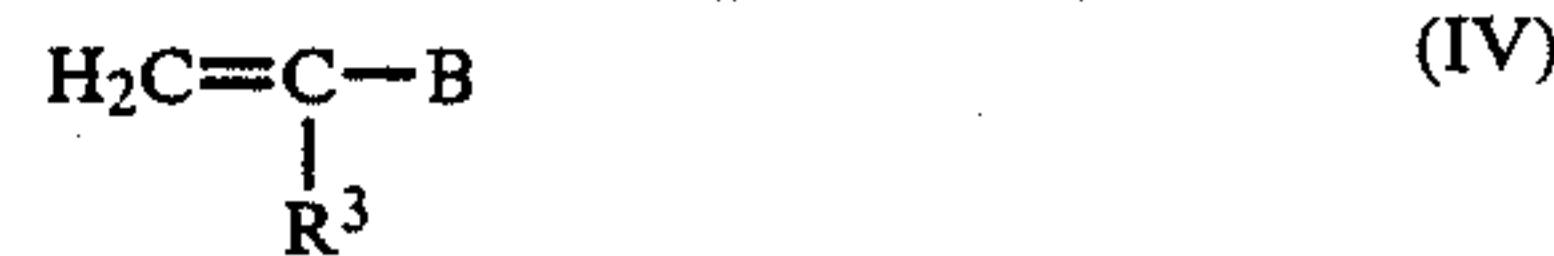 H₂C=C—B (IV)
|
R³